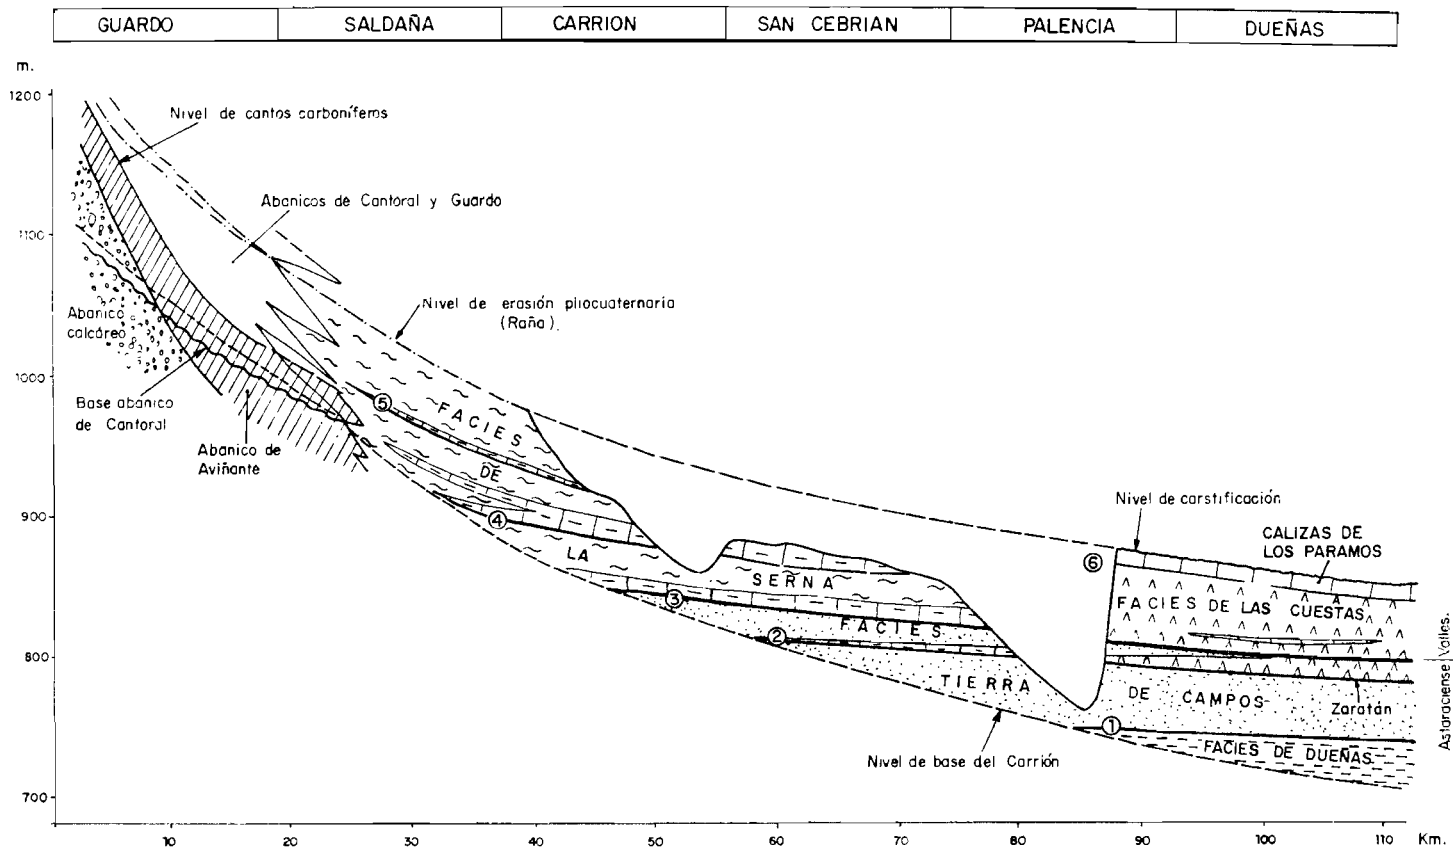 GUARDO
SALDAÑA
CARRION
SAN CEBRIAN
PALENCIA
DUEÑAS
m.
1200
1100
1000
900
800
700
Nivel de cantos carboníferos
Abanicos de Cantoral y Guardo
Nivel de erasión pliocuaternaria
(Raña).
Abanico
calcáreo
Base abanico
de Cantoral
Abanico de
Aviñante
5
FACIES
DE
4
LA
SERNA
3
FACIES
2
TIERRA
DE CAMPOS
1
FACIES DE DUEÑAS
Nivel de base del Carrión
6
Nivel de carstificación
CALIZAS DE
LOS PARAMOS
FACIES DE LAS CUESTAS
Zaratán
Astaraciense
Valles.
10
20
30
40
50
60
70
80
90
100
110
Km.